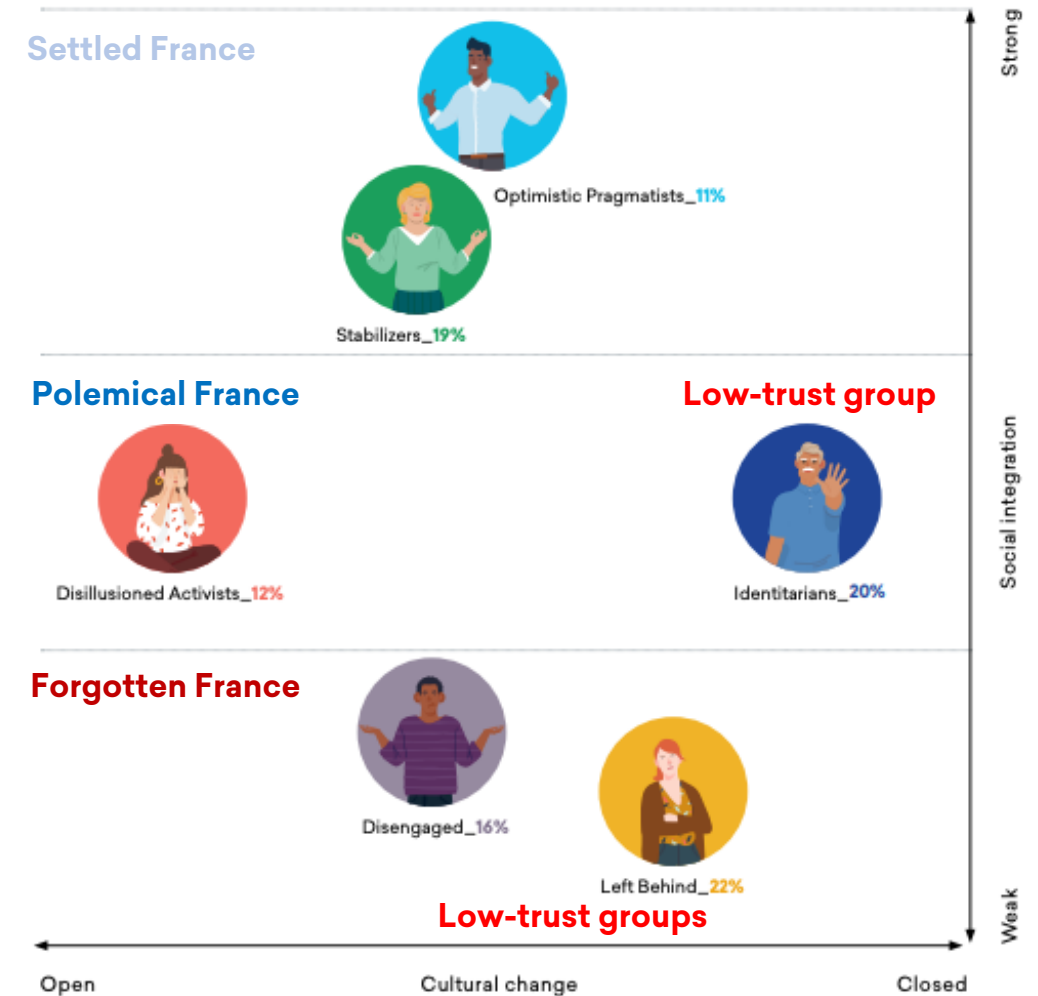 Strong
Settled France
Optimistic Pragmatists_11%
Stabilizers_19%
Polemical France
Low-trust group
Disillusioned Activists_12%
Identitarians_20%
Social integration
Forgotten France
Disengaged_16%
Left Behind_22%
Low-trust groups
Weak
Open
Cultural change
Closed